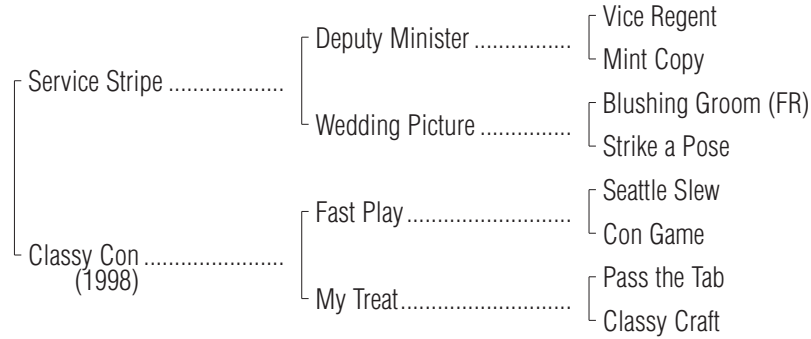 Vice Regent
Deputy Minister ................
Mint Copy
Service Stripe ...................
Blushing Groom (FR)
Wedding Picture ...............
Strike a Pose
Seattle Slew
Fast Play...........................
Con Game
Classy Con .......................
(1998)
Pass the Tab
My Treat............................
Classy Craft